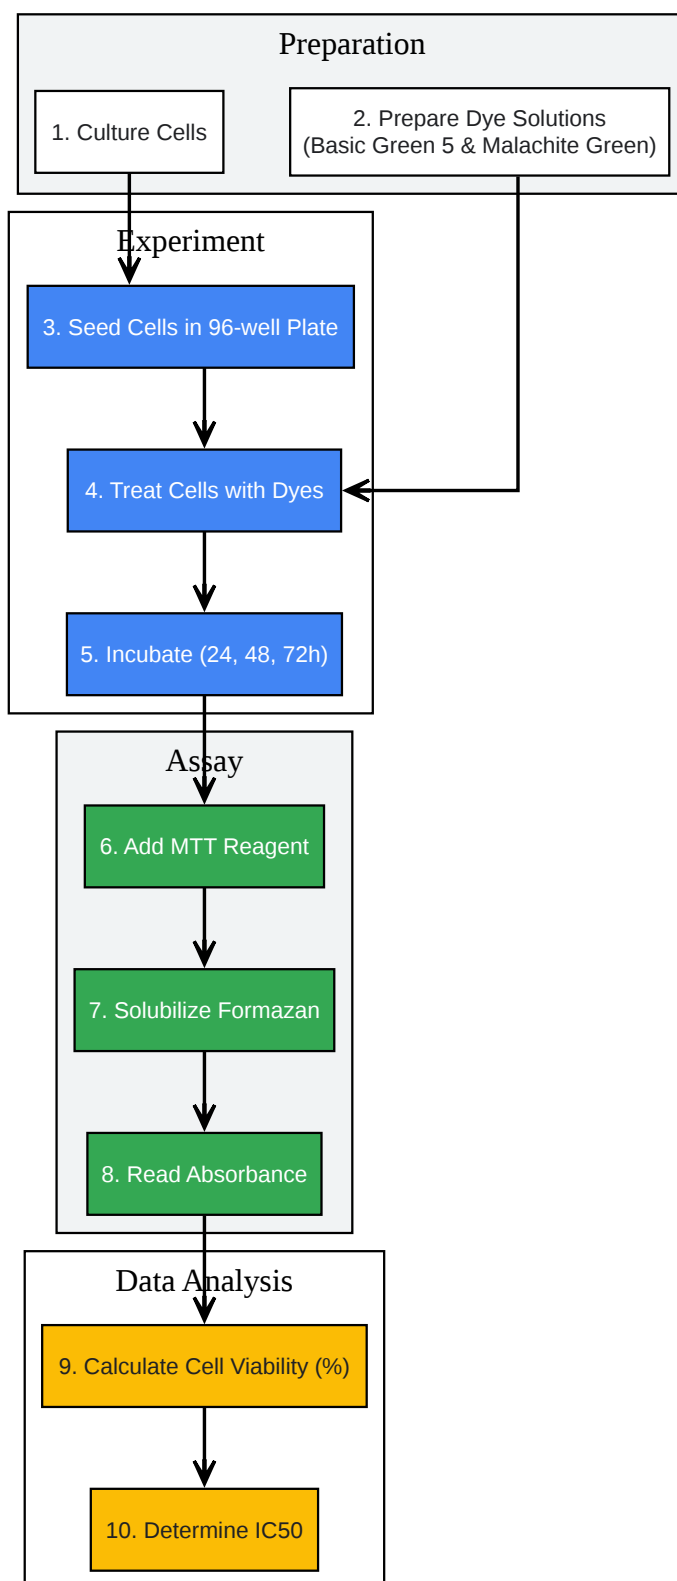 Preparation
1. Culture Cells
2. Prepare Dye Solutions
(Basic Green 5 & Malachite Green)
Experiment
3. Seed Cells in 96-well Plate
4. Treat Cells with Dyes
5. Incubate (24, 48, 72h)
Assay
6. Add MTT Reagent
7. Solubilize Formazan
8. Read Absorbance
Data Analysis
9. Calculate Cell Viability (%)
10. Determine IC50